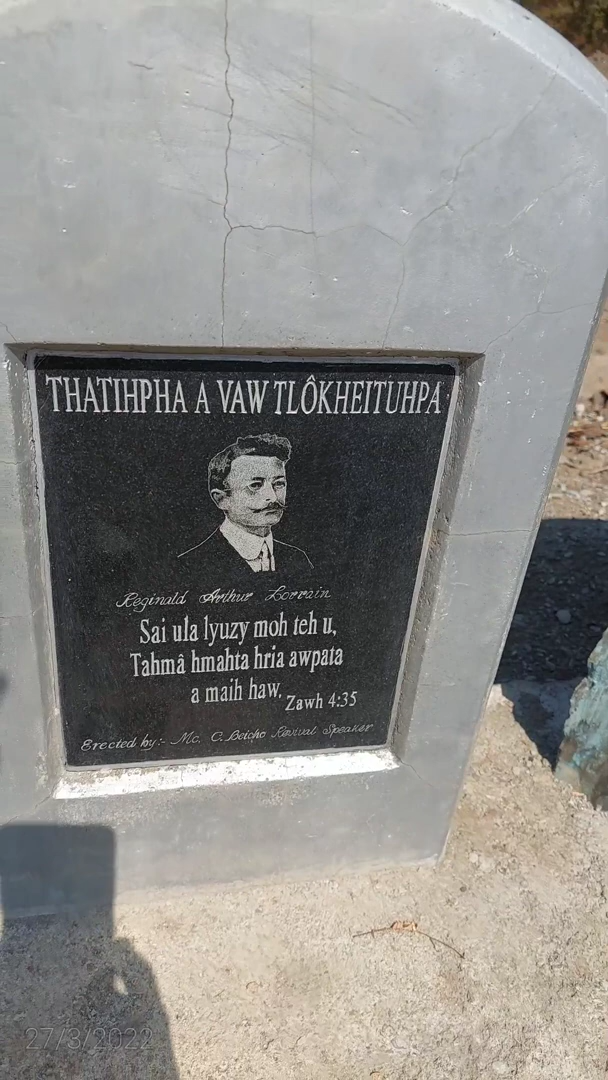 THATIHPHA A VAW TLÔKHEITUHPA
Reginald Arthur Lorrain
Sai ula lyuzy moh teh u,
Tahmâ hmahta hria awpata
a maih haw. Zawh 4:35
Erected by:- Mc. C. Beicho Revival Speaker
27/3/2022